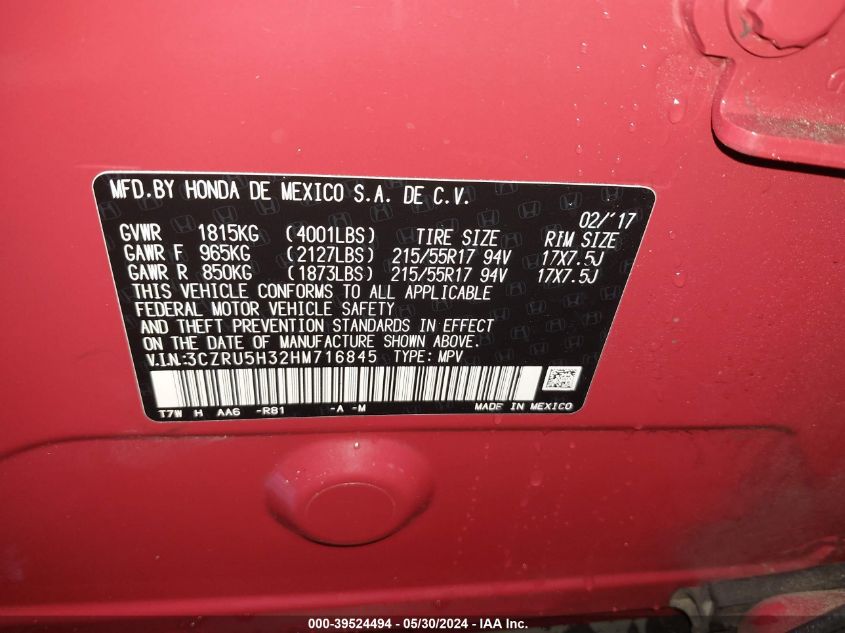 MFD.BY HONDA DE MEXICO S.A. DE C.V.
02/'17
GVWR 1815KG (4001LBS) TIRE SIZE RIM SIZE
GAWR F 965KG (2127LBS) 215/55R17 94V 17X7.5J
GAWR R 850KG (1873LBS) 215/55R17 94V 17X7.5J
THIS VEHICLE CONFORMS TO ALL APPLICABLE
FEDERAL MOTOR VEHICLE SAFETY
AND THEFT PREVENTION STANDARDS IN EFFECT
ON THE DATE OF MANUFACTURE SHOWN ABOVE.
V.I.N.:3CZRU5H32HM716845 TYPE: MPV
T7W H AA6 -R81 -A -M MADE IN MEXICO
000-39524494 - 05/30/2024 - IAA Inc.